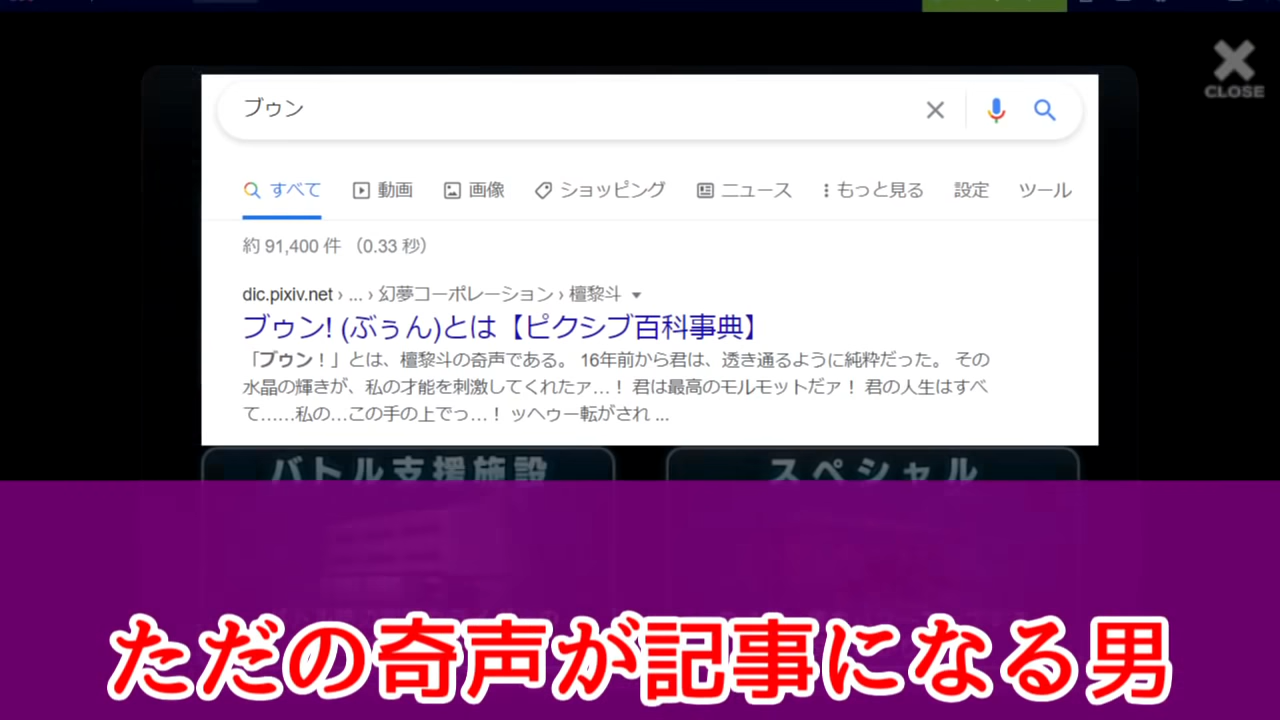 CLOSE
ブゥン
すべて 動画 画像 ショッピング ニュース もっと見る 設定 ツール
約 91,400 件 （0.33 秒）
dic.pixiv.net › ... › 幻夢コーポレーション › 檀黎斗
ブゥン! (ぶぅん)とは【ピクシブ百科事典】
「ブゥン！」とは、檀黎斗の奇声である。 16年前から君は、透き通るように純粋だった。 その
水晶の輝きが、私の才能を刺激してくれたァ...！ 君は最高のモルモットだァ！ 君の人生はすべ
て......私の...この手の上でっ...！ ッヘゥー転がされ ...
バトル支援施設 スペシャル
ただの奇声が記事になる男